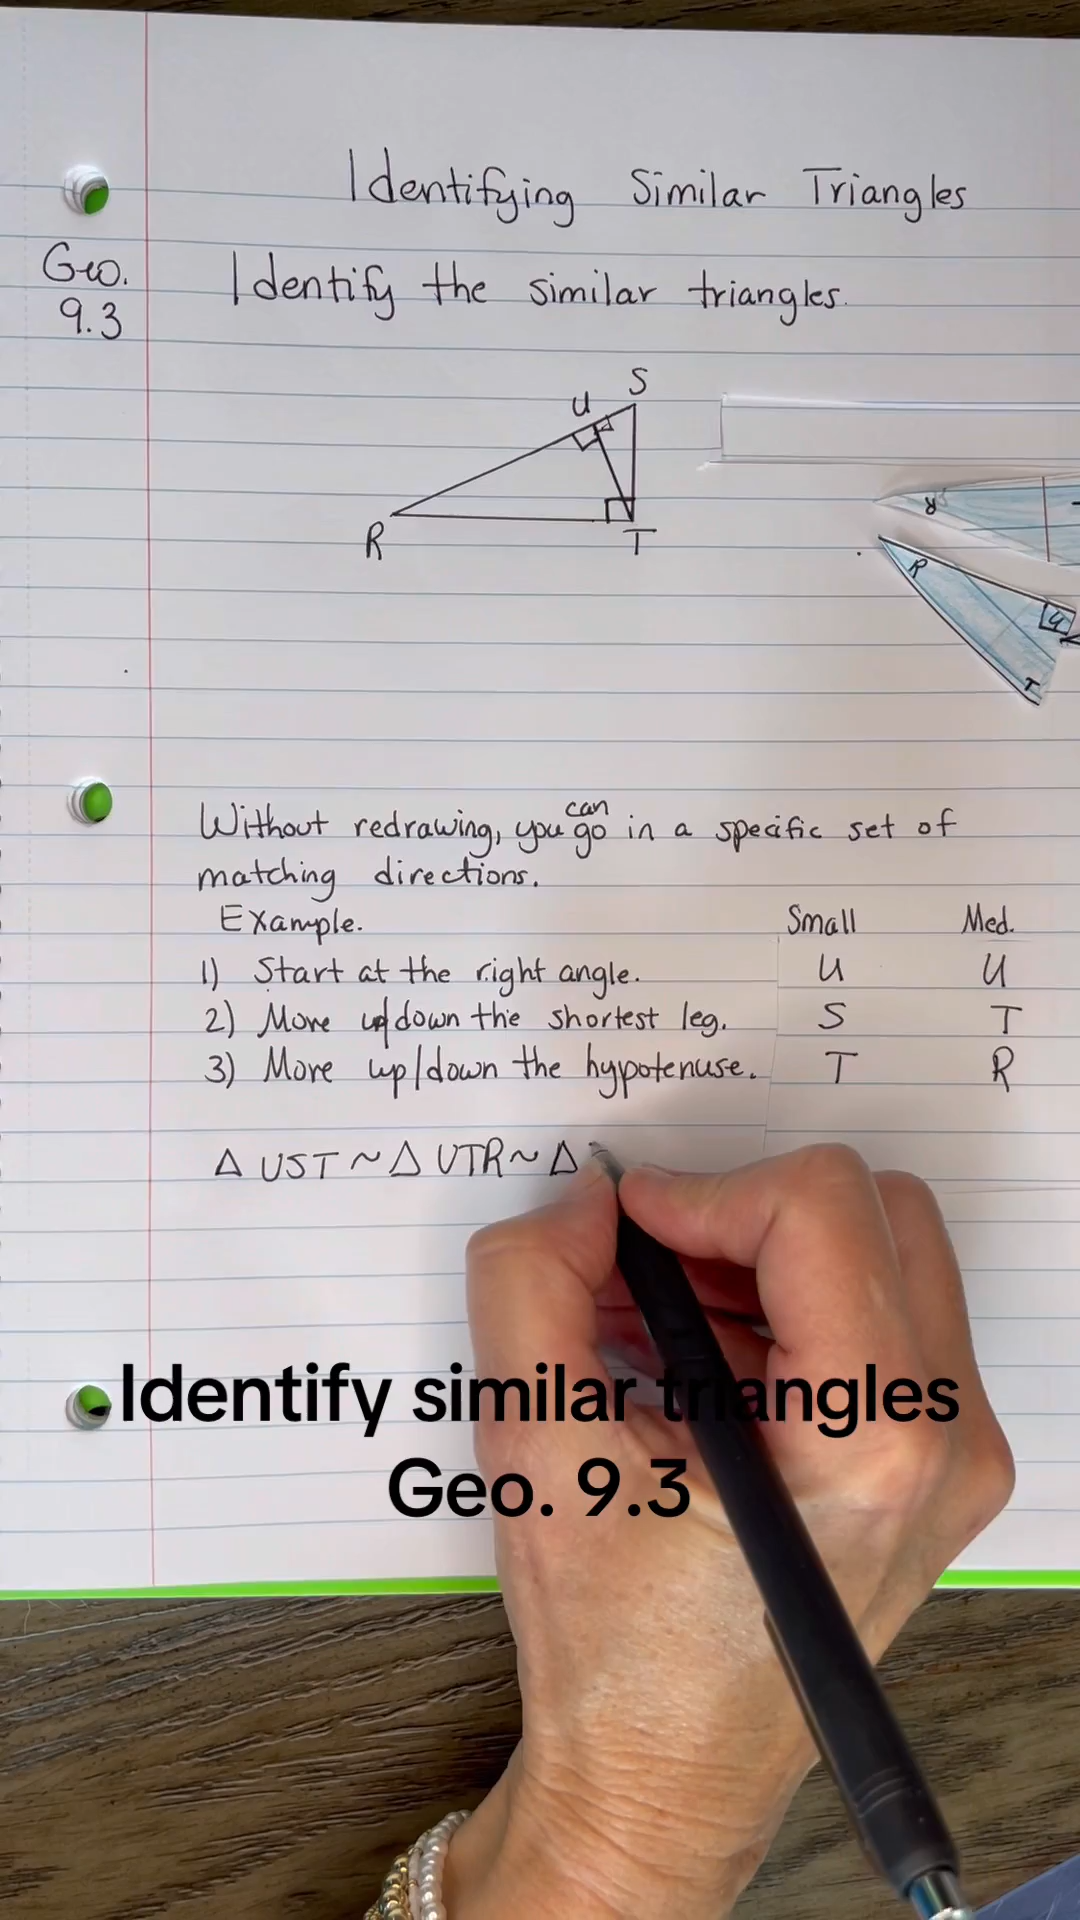 Identifying Similar Triangles
Geo.
9.3
Identify the similar triangles.
S
U
R
T
R
R
U
T
Without redrawing, you can go in a specific set of
matching directions.
Example.
Small Med.
1) Start at the right angle. U U
2) Move up/down the shortest leg. S T
3) Move up/down the hypotenuse. T R
△ UST ~ △ UTR ~ △
Identify similar triangles
Geo. 9.3